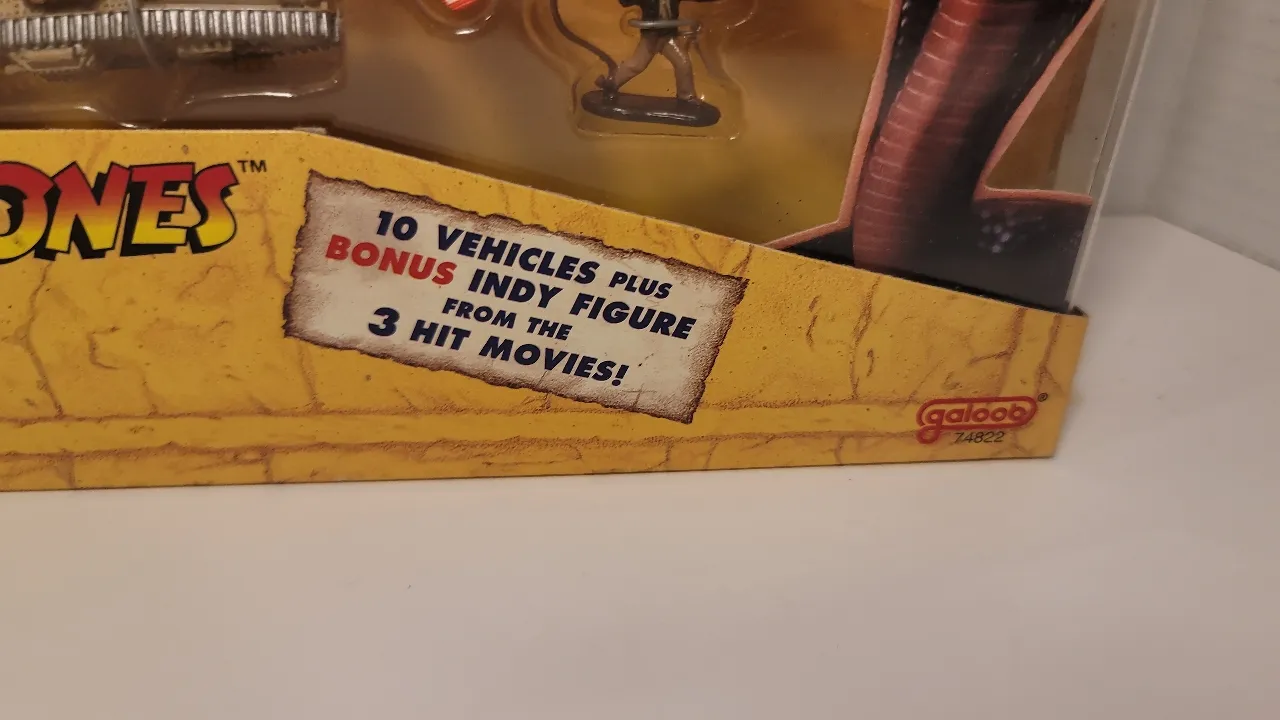 ONES™
10 VEHICLES PLUS
BONUS INDY FIGURE
FROM THE
3 HIT MOVIES!
galoob®
74822